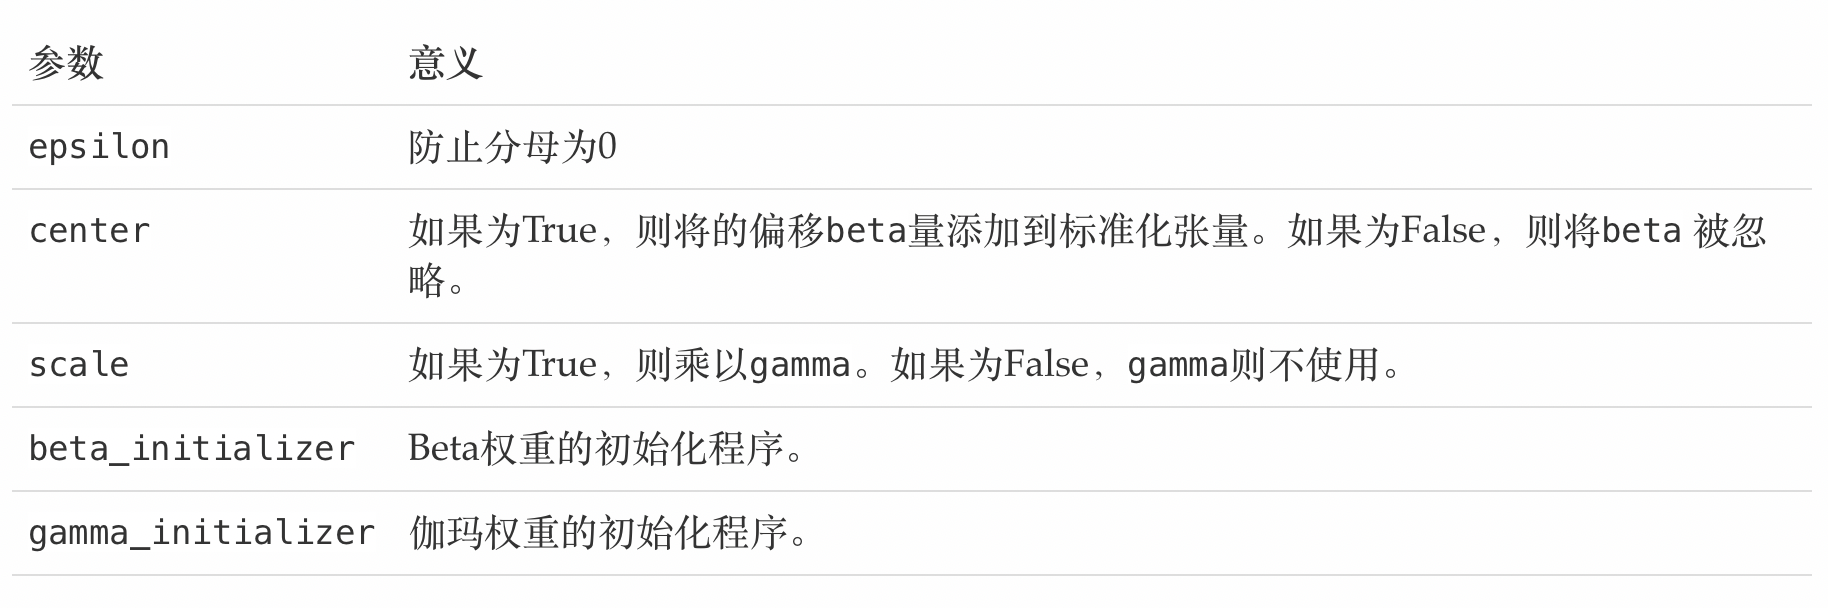 参数 意义
epsilon 防止分母为0
center 如果为True，则将的偏移beta量添加到标准化张量。如果为False，则将beta 被忽
略。
scale 如果为True，则乘以gamma。如果为False，gamma则不使用。
beta_initializer Beta权重的初始化程序。
gamma_initializer 伽玛权重的初始化程序。